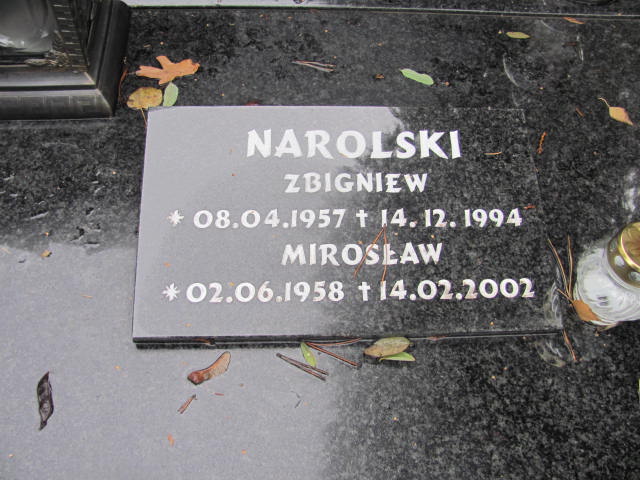 NAROLSKI
ZBIGNIEW
* 08.04.1957 † 14.12.1994
MIROSŁAW
* 02.06.1958 † 14.02.2002